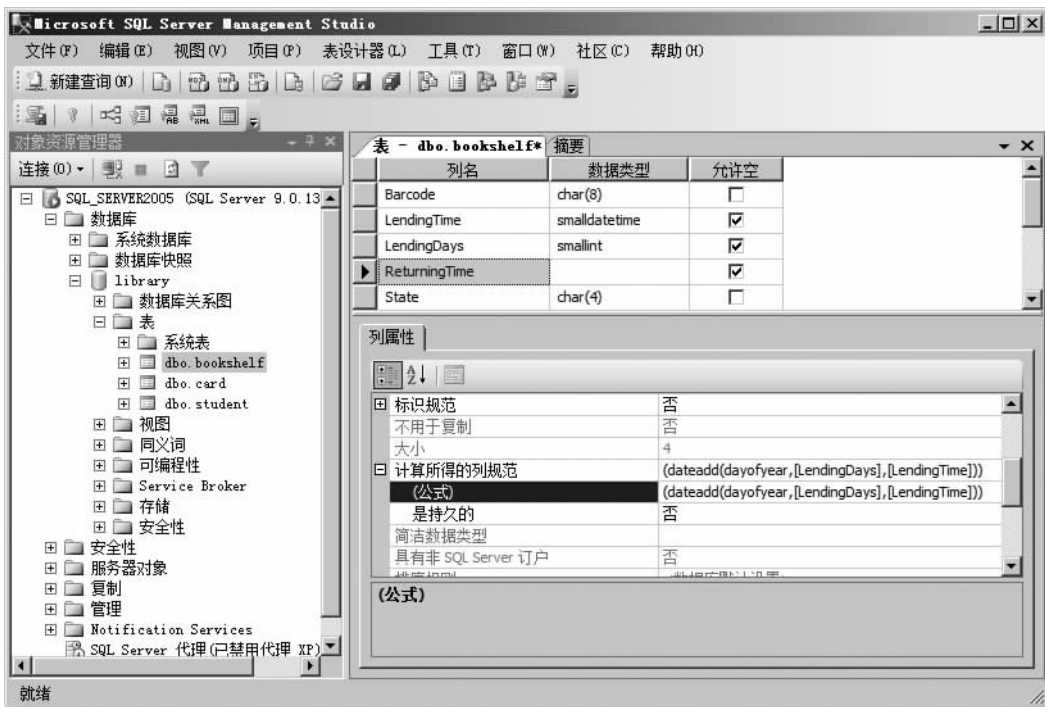 Microsoft SQL Server Management Studio
文件(F) 编辑(E) 视图(V) 项目(P) 表设计器(L) 工具(T) 窗口(W) 社区(C) 帮助(H)
新建查询(N)
对象资源管理器
连接(O)
SQL_SERVER2005 (SQL Server 9.0.13
数据库
系统数据库
数据库快照
library
数据库关系图
表
系统表
dbo.bookshelf
dbo.card
dbo.student
视图
同义词
可编程性
Service Broker
存储
安全性
安全性
服务器对象
复制
管理
Notification Services
SQL Server 代理(已禁用代理 XP)
表 - dbo.bookshelf* 摘要
列名 数据类型 允许空
Barcode char(8)
LendingTime smalldatetime
LendingDays smallint
ReturningTime
State char(4)
列属性
标识规范 否
不用于复制 否
大小 4
计算所得的列规范 (dateadd(dayofyear,[LendingDays],[LendingTime]))
(公式) (dateadd(dayofyear,[LendingDays],[LendingTime]))
是持久的 否
简洁数据类型
具有非 SQL Server 订户 否
(公式)
就绪